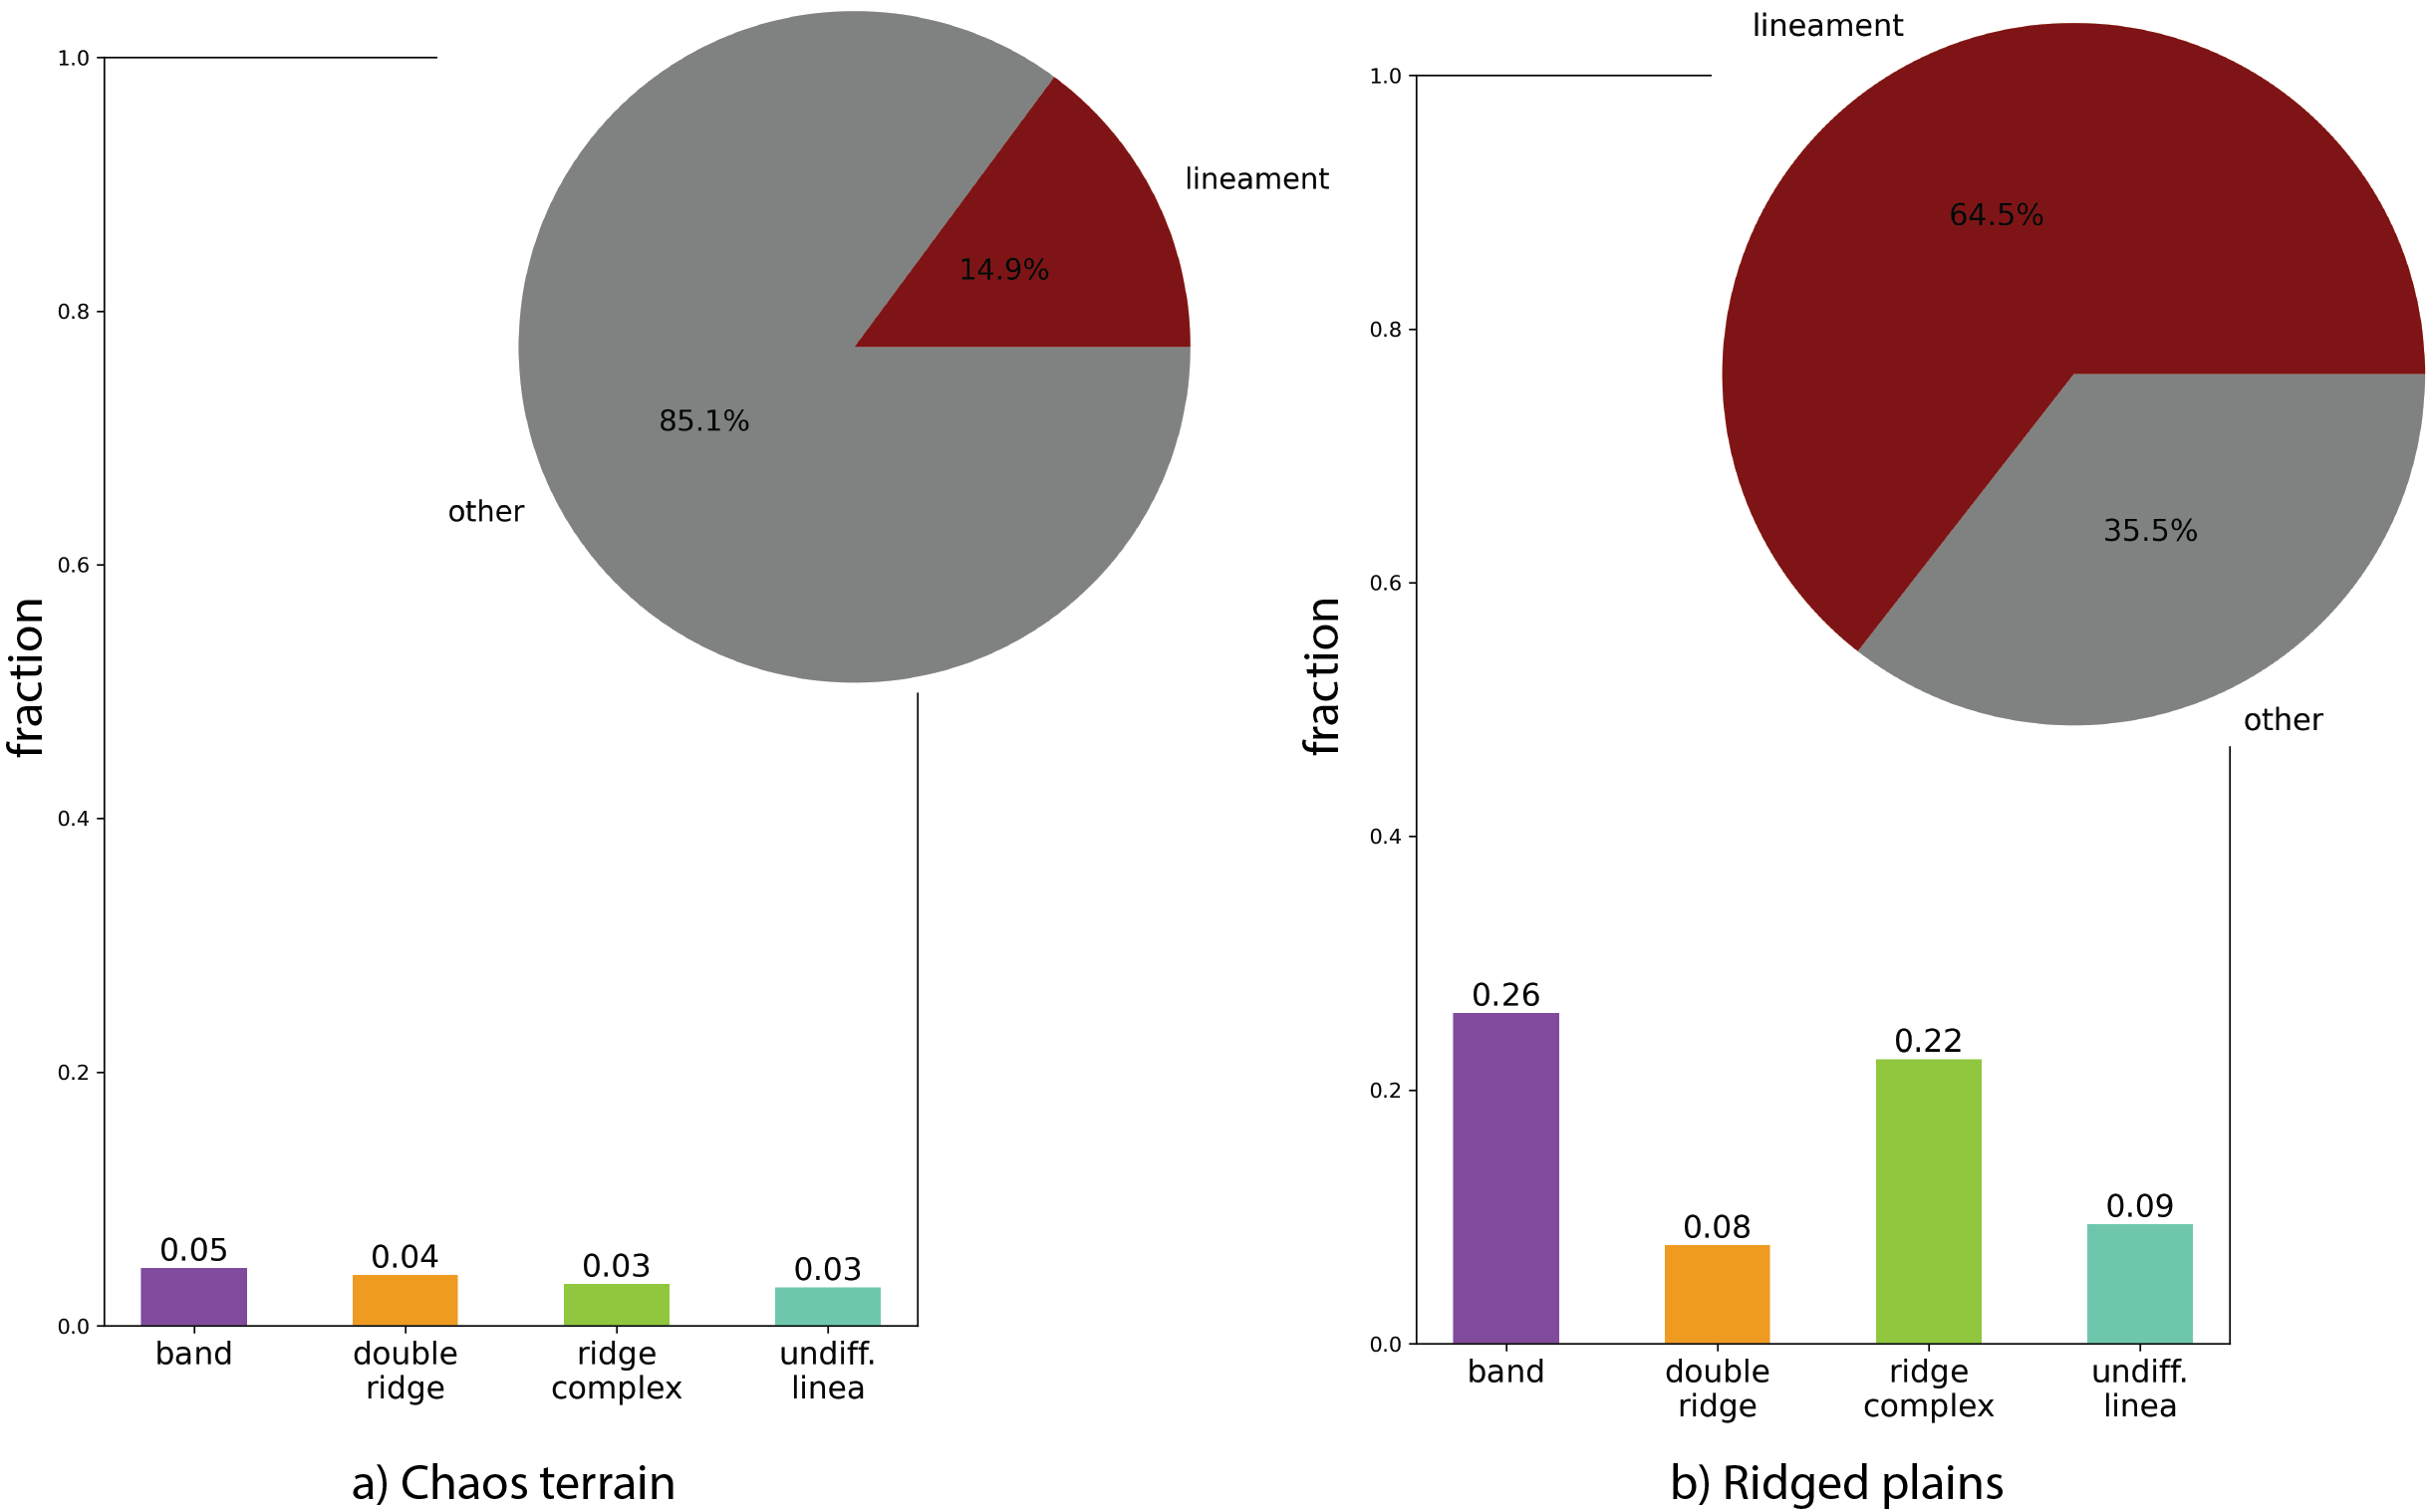 1.0
0.8
0.6
0.4
0.2
0.0
fraction
lineament
14.9%
85.1%
other
0.05
0.04
0.03
0.03
band
double
ridge
ridge
complex
undiff.
linea
a) Chaos terrain
lineament
1.0
0.8
0.6
0.4
0.2
0.0
fraction
64.5%
35.5%
other
0.26
0.08
0.22
0.09
band
double
ridge
ridge
complex
undiff.
linea
b) Ridged plains